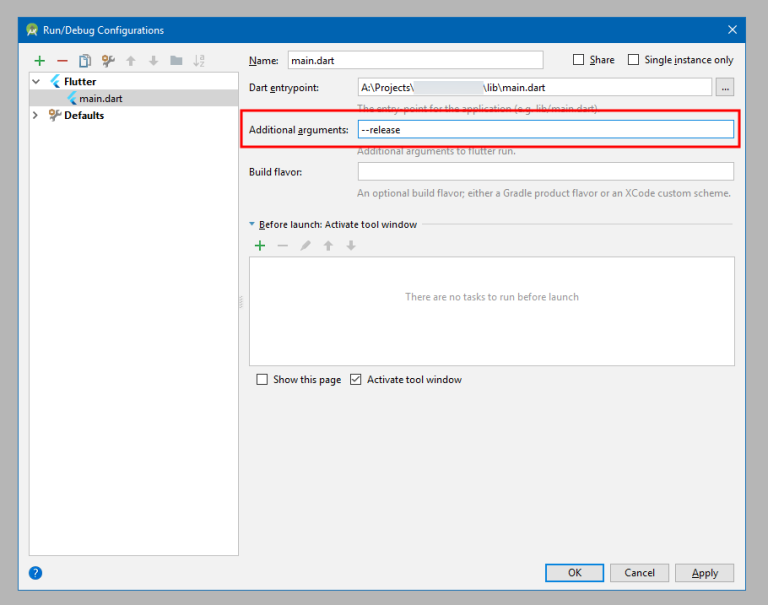 Run/Debug Configurations
Name: main.dart
Share
Single instance only
Flutter
main.dart
Defaults
Dart entrypoint: A:\Projects\ \lib\main.dart ...
The entry-point for the application (e.g. lib/main.dart).
Additional arguments: --release
Additional arguments to flutter run.
Build flavor:
An optional build flavor; either a Gradle product flavor or an XCode custom scheme.
Before launch: Activate tool window
There are no tasks to run before launch
Show this page
Activate tool window
?
OK
Cancel
Apply